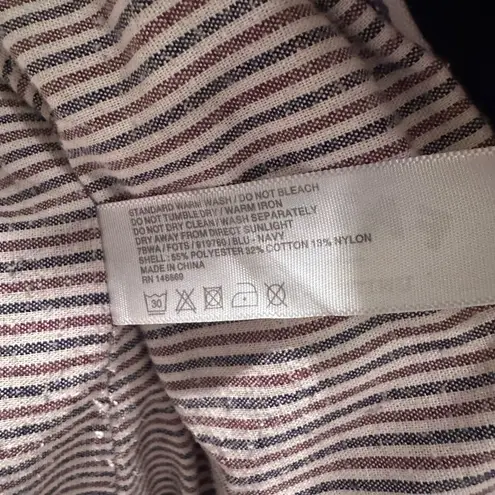 STANDARD WARM WASH / DO NOT BLEACH
DO NOT TUMBLE DRY / WARM IRON
DO NOT DRY CLEAN / WASH SEPARATELY
DRY AWAY FROM DIRECT SUNLIGHT
7BWA / FOTS / 919760 / BLU - NAVY
SHELL : 55% POLYESTER 32% COTTON 13% NYLON
MADE IN CHINA
RN 146869
30